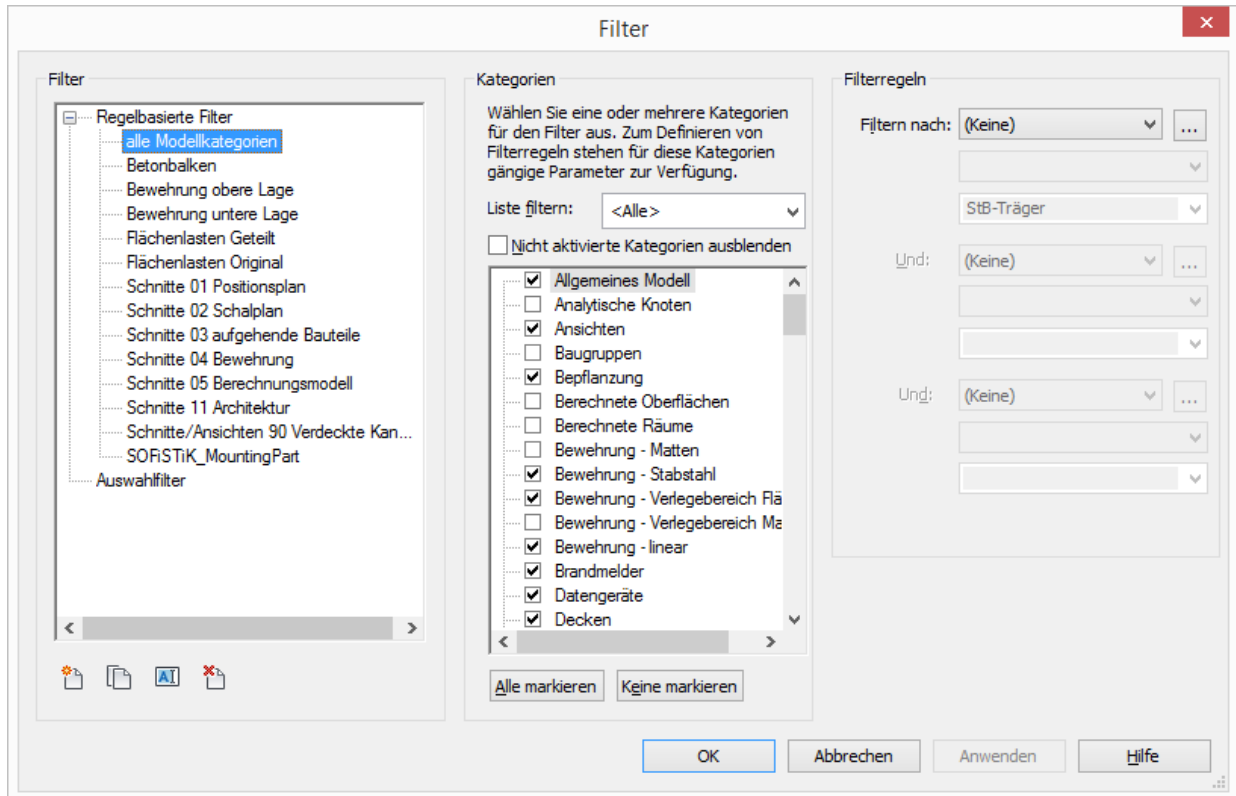 Filter
Filter
Regelbasierte Filter
alle Modellkategorien
Betonbalken
Bewehrung obere Lage
Bewehrung untere Lage
Flächenlasten Geteilt
Flächenlasten Original
Schnitte 01 Positionsplan
Schnitte 02 Schalplan
Schnitte 03 aufgehende Bauteile
Schnitte 04 Bewehrung
Schnitte 05 Berechnungsmodell
Schnitte 11 Architektur
Schnitte/Ansichten 90 Verdeckte Kan...
SOFiSTiK_MountingPart
Auswahlfilter
Kategorien
Wählen Sie eine oder mehrere Kategorien
für den Filter aus. Zum Definieren von
Filterregeln stehen für diese Kategorien
gängige Parameter zur Verfügung.
Liste filtern: <Alle>
Nicht aktivierte Kategorien ausblenden
Allgemeines Modell
Analytische Knoten
Ansichten
Baugruppen
Bepflanzung
Berechnete Oberflächen
Berechnete Räume
Bewehrung - Matten
Bewehrung - Stabstahl
Bewehrung - Verlegebereich Flä
Bewehrung - Verlegebereich Ma
Bewehrung - linear
Brandmelder
Datengeräte
Decken
Alle markieren Keine markieren
Filterregeln
Filtern nach: (Keine) ...
StB-Träger
Und: (Keine) ...
Und: (Keine) ...
OK Abbrechen Anwenden Hilfe